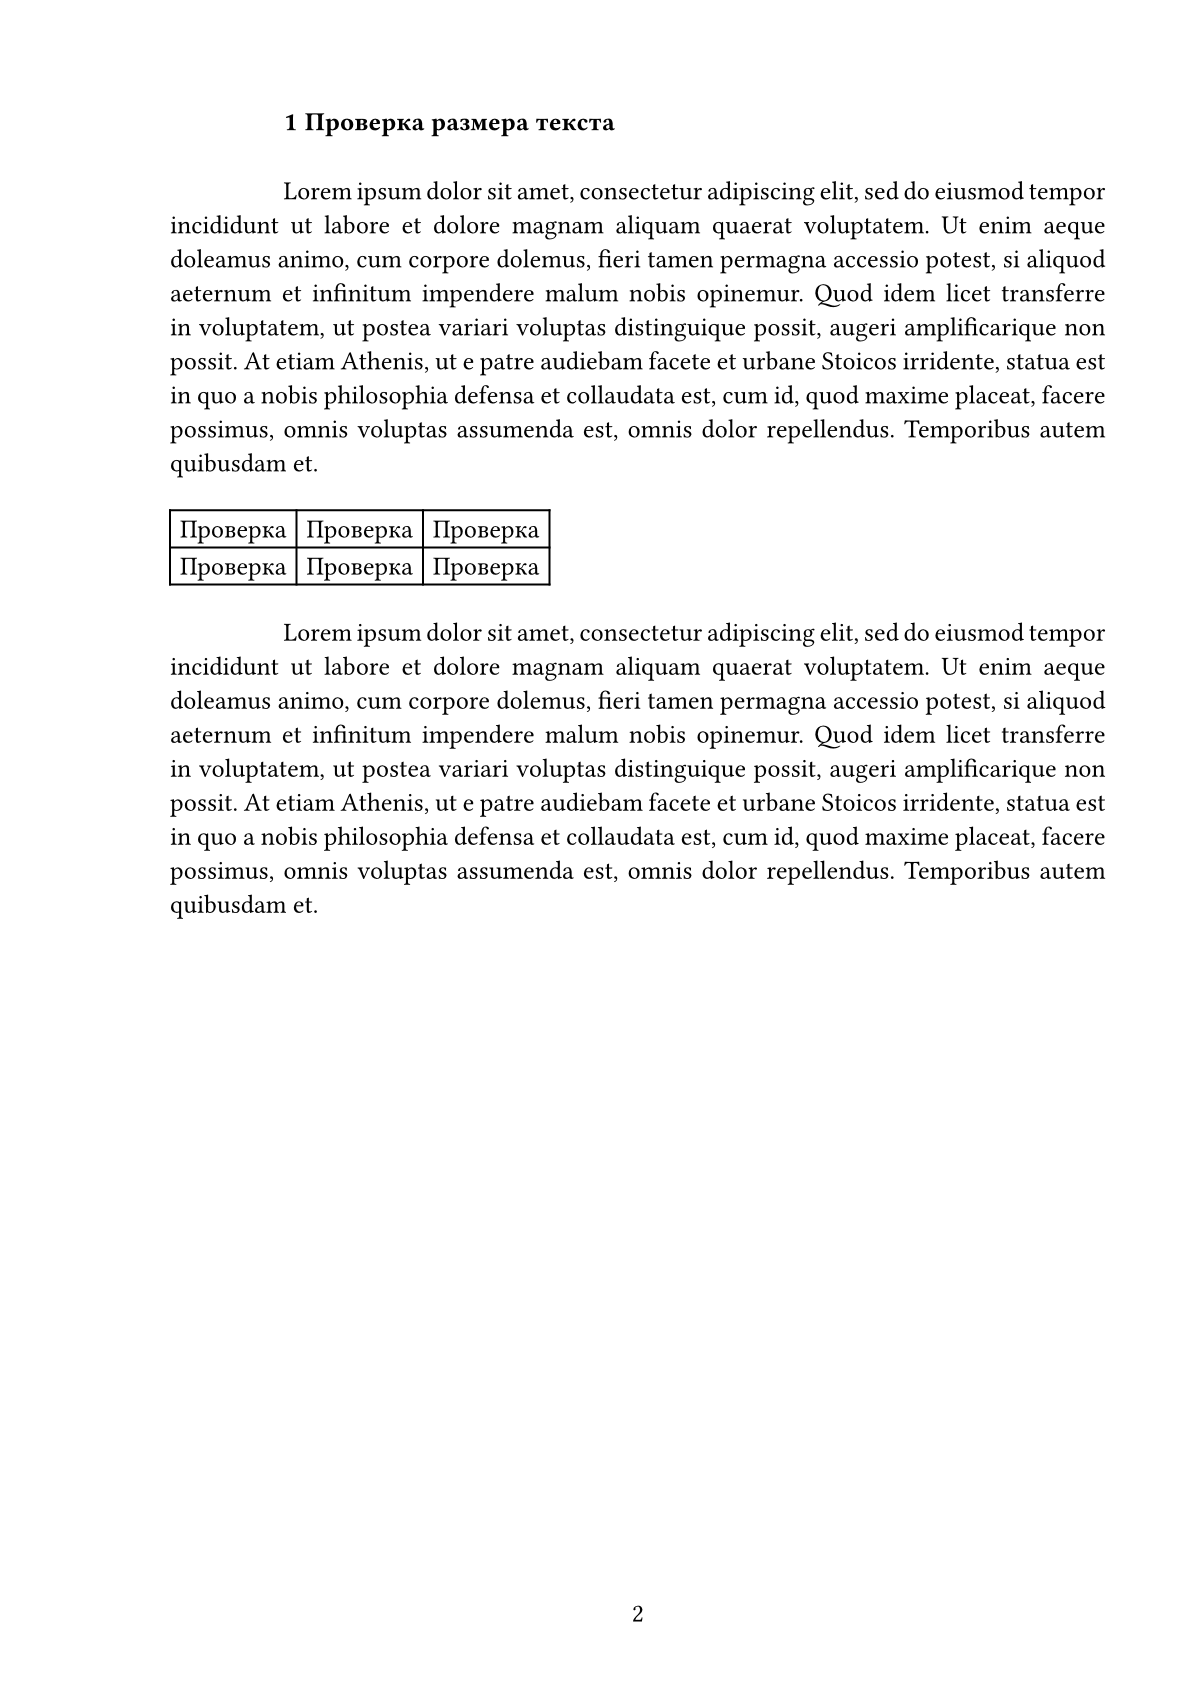 1 Проверка размера текста
Lorem ipsum dolor sit amet, consectetur adipiscing elit, sed do eiusmod tempor
incididunt ut labore et dolore magnam aliquam quaerat voluptatem. Ut enim aeque
doleamus animo, cum corpore dolemus, fieri tamen permagna accessio potest, si aliquod
aeternum et infinitum impendere malum nobis opinemur. Quod idem licet transferre
in voluptatem, ut postea variari voluptas distinguique possit, augeri amplificarique non
possit. At etiam Athenis, ut e patre audiebam facete et urbane Stoicos irridente, statua est
in quo a nobis philosophia defensa et collaudata est, cum id, quod maxime placeat, facere
possimus, omnis voluptas assumenda est, omnis dolor repellendus. Temporibus autem
quibusdam et.
Проверка Проверка Проверка
Проверка Проверка Проверка
Lorem ipsum dolor sit amet, consectetur adipiscing elit, sed do eiusmod tempor
incididunt ut labore et dolore magnam aliquam quaerat voluptatem. Ut enim aeque
doleamus animo, cum corpore dolemus, fieri tamen permagna accessio potest, si aliquod
aeternum et infinitum impendere malum nobis opinemur. Quod idem licet transferre
in voluptatem, ut postea variari voluptas distinguique possit, augeri amplificarique non
possit. At etiam Athenis, ut e patre audiebam facete et urbane Stoicos irridente, statua est
in quo a nobis philosophia defensa et collaudata est, cum id, quod maxime placeat, facere
possimus, omnis voluptas assumenda est, omnis dolor repellendus. Temporibus autem
quibusdam et.
2